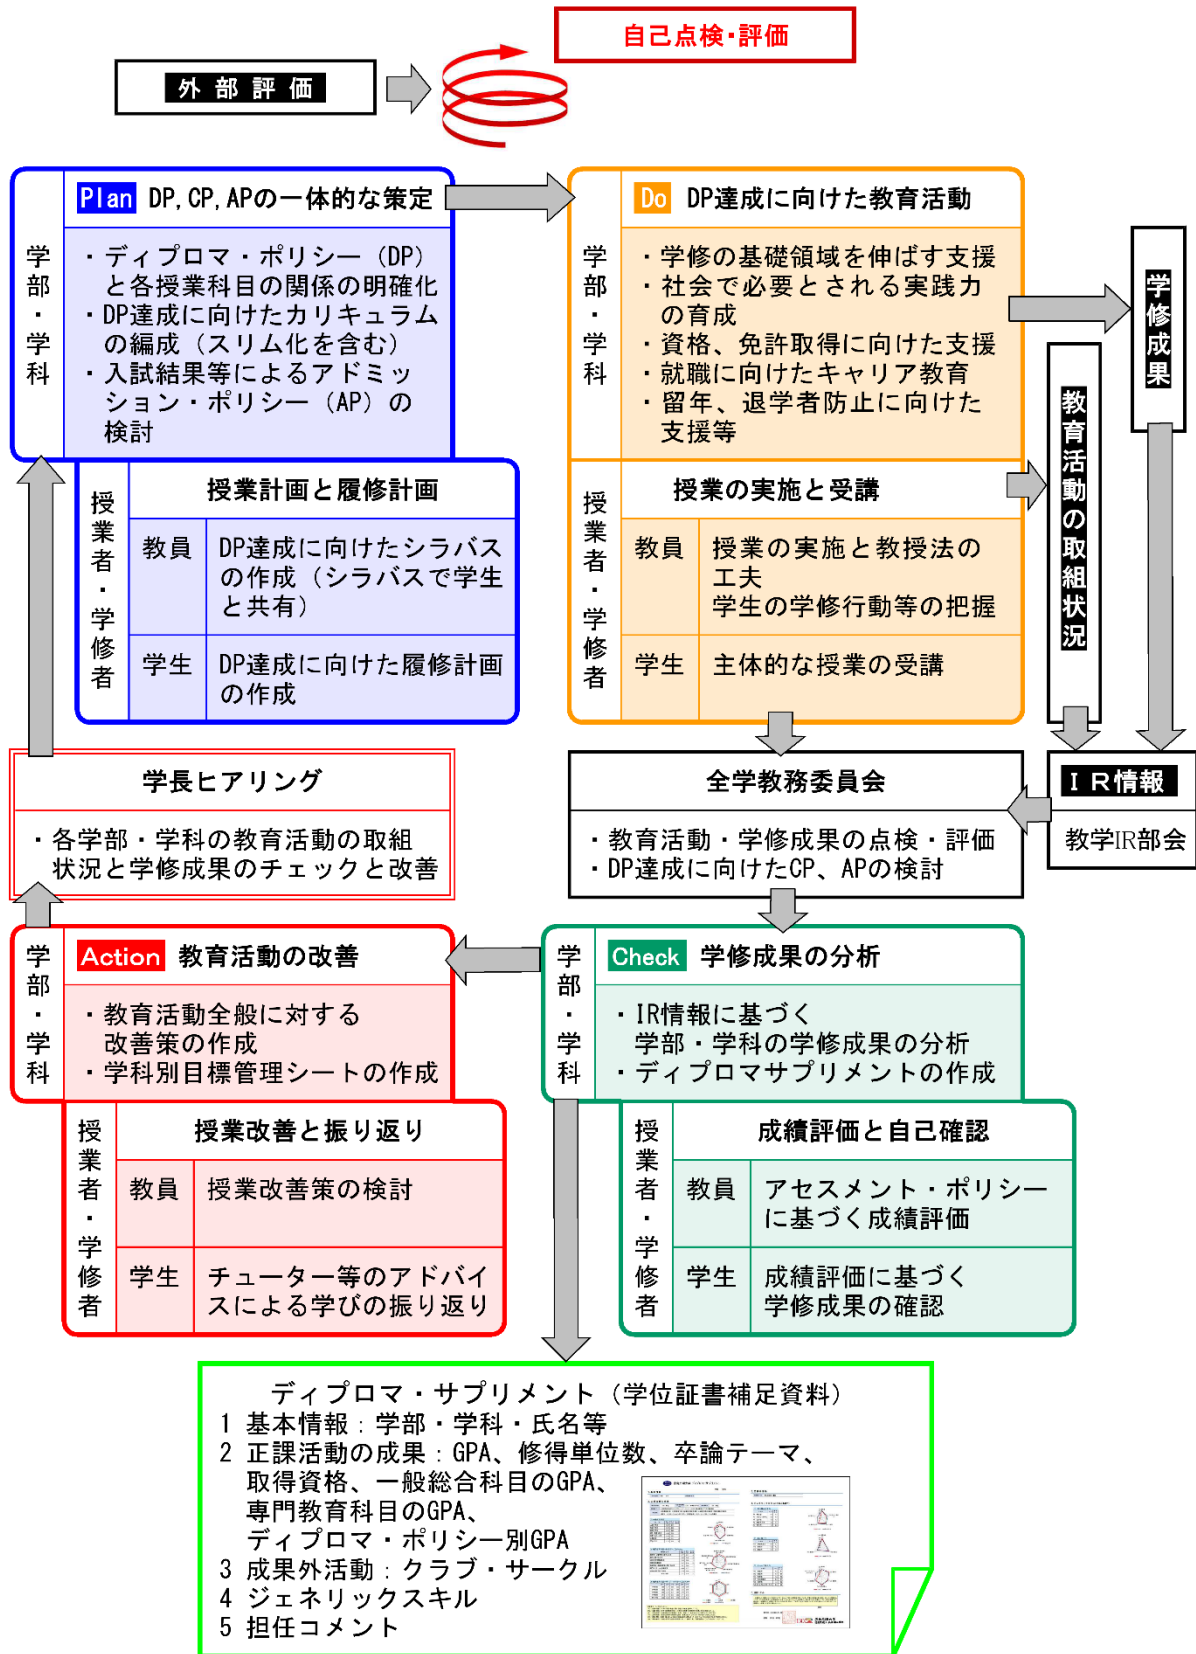 自己点検・評価
外部評価
Plan DP,CP,APの一体的な策定
学部・学科
・ディプロマ・ポリシー（DP）
と各授業科目の関係の明確化
・DP達成に向けたカリキュラム
の編成（スリム化を含む）
・入試結果等によるアドミッ
ション・ポリシー（AP）の
検討
授業者・学修者
授業計画と履修計画
教員
DP達成に向けたシラバス
の作成（シラバスで学生
と共有）
学生
DP達成に向けた履修計画
の作成
Do DP達成に向けた教育活動
学部・学科
・学修の基礎領域を伸ばす支援
・社会で必要とされる実践力
の育成
・資格、免許取得に向けた支援
・就職に向けたキャリア教育
・留年、退学者防止に向けた
支援等
授業者・学修者
授業の実施と受講
教員
授業の実施と教授法の
工夫
学生の学修行動等の把握
学生
主体的な授業の受講
学修成果
教育活動の取組状況
学長ヒアリング
・各学部・学科の教育活動の取組
状況と学修成果のチェックと改善
全学教務委員会
・教育活動・学修成果の点検・評価
・DP達成に向けたCP、APの検討
ＩＲ情報
教学IR部会
Action 教育活動の改善
学部・学科
・教育活動全般に対する
改善策の作成
・学科別目標管理シートの作成
授業者・学修者
授業改善と振り返り
教員
授業改善策の検討
学生
チューター等のアドバイ
スによる学びの振り返り
Check 学修成果の分析
学部・学科
・IR情報に基づく
学部・学科の学修成果の分析
・ディプロマサプリメントの作成
授業者・学修者
成績評価と自己確認
教員
アセスメント・ポリシー
に基づく成績評価
学生
成績評価に基づく
学修成果の確認
ディプロマ・サプリメント（学位証書補足資料）
1 基本情報：学部・学科・氏名等
2 正課活動の成果：GPA、修得単位数、卒論テーマ、
取得資格、一般総合科目のGPA、
専門教育科目のGPA、
ディプロマ・ポリシー別GPA
3 成果外活動：クラブ・サークル
4 ジェネリックスキル
5 担任コメント